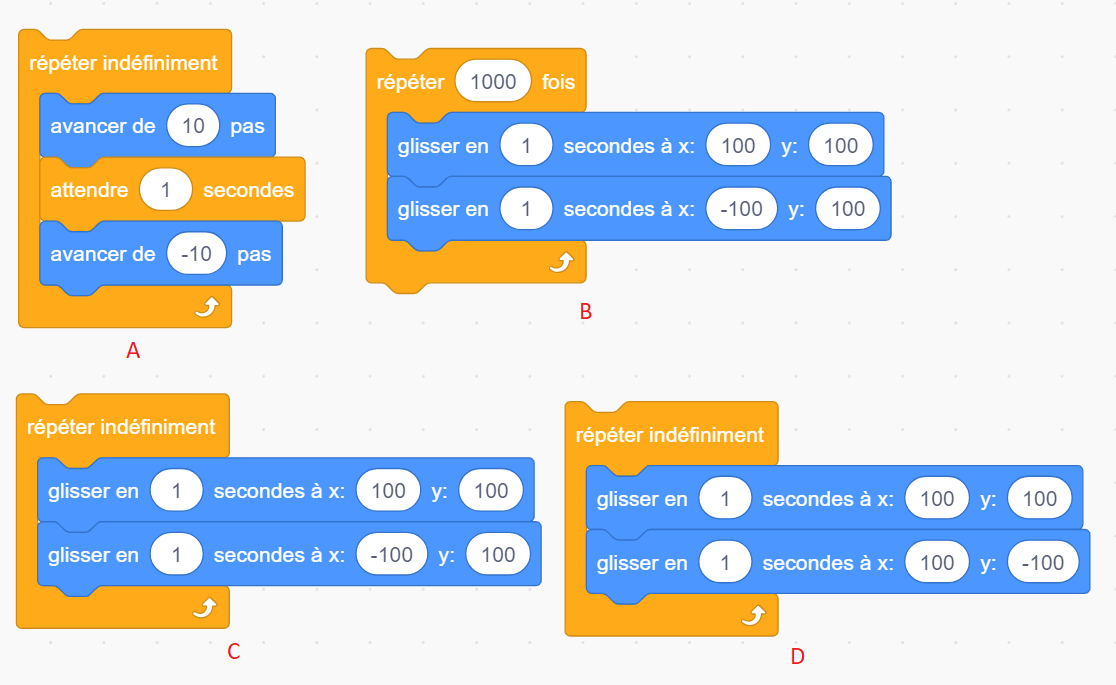 répéter indéfiniment
avancer de 10 pas
attendre 1 secondes
avancer de -10 pas
A
répéter 1000 fois
glisser en 1 secondes à x: 100 y: 100
glisser en 1 secondes à x: -100 y: 100
B
répéter indéfiniment
glisser en 1 secondes à x: 100 y: 100
glisser en 1 secondes à x: -100 y: 100
C
répéter indéfiniment
glisser en 1 secondes à x: 100 y: 100
glisser en 1 secondes à x: 100 y: -100
D